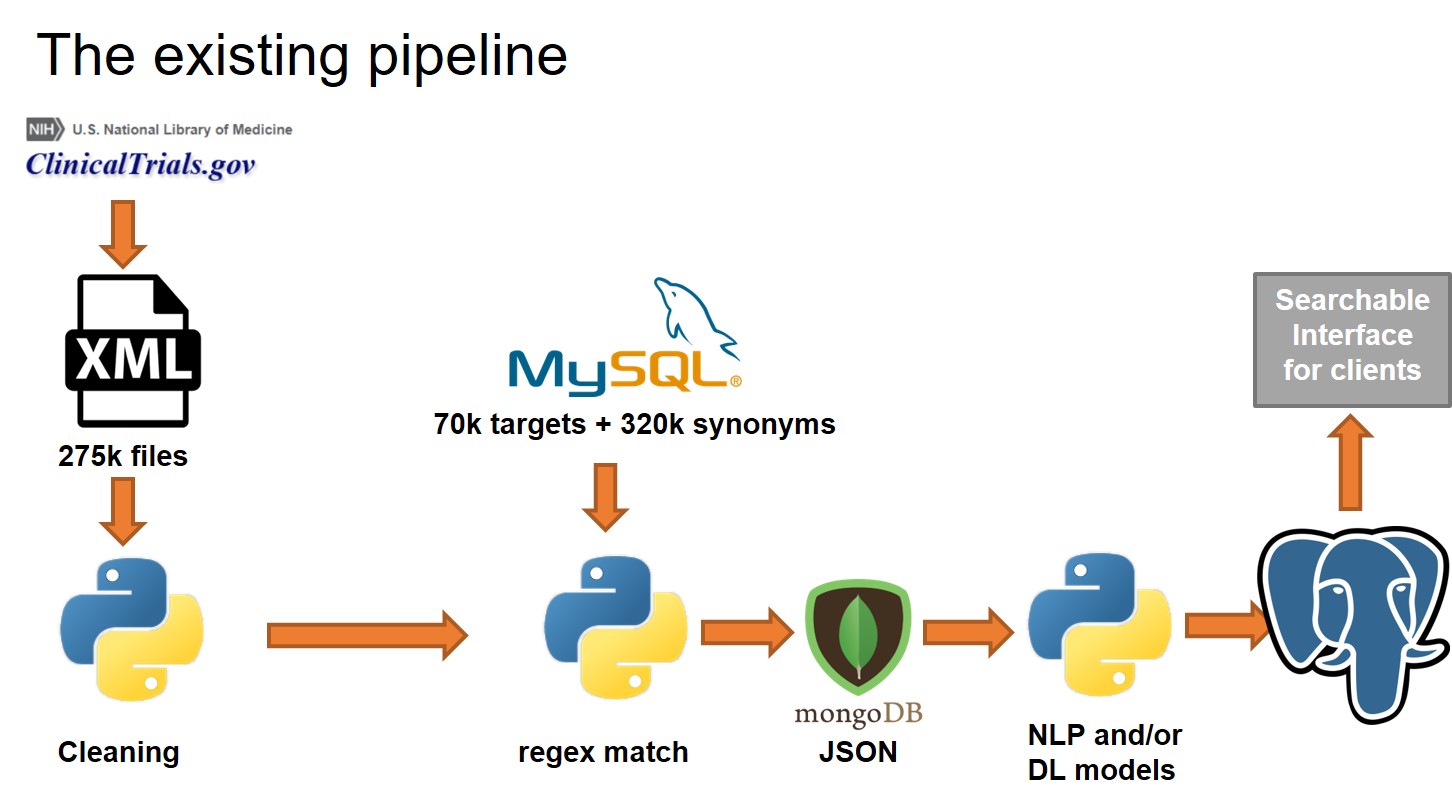 The existing pipeline
NIH U.S. National Library of Medicine
ClinicalTrials.gov
XML
275k files
MySQL®
70k targets + 320k synonyms
Searchable
Interface
for clients
mongoDB
Cleaning
regex match
JSON
NLP and/or
DL models